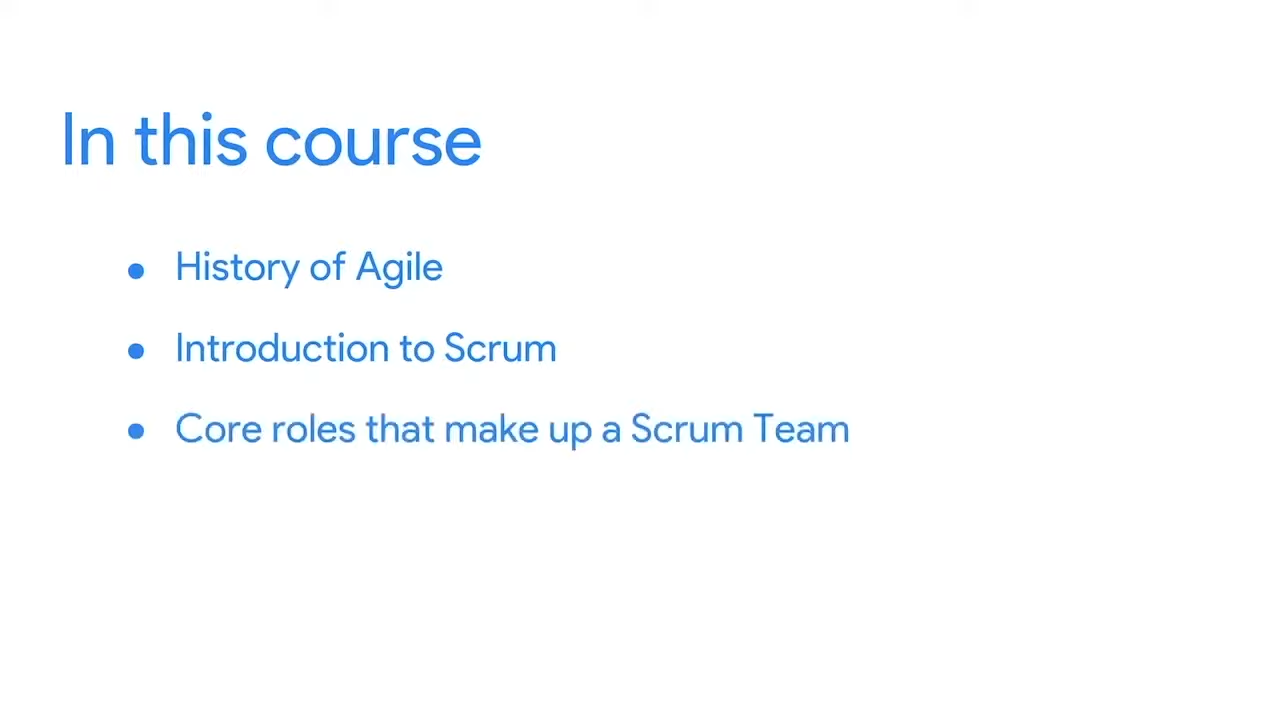 In this course
• History of Agile
• Introduction to Scrum
• Core roles that make up a Scrum Team